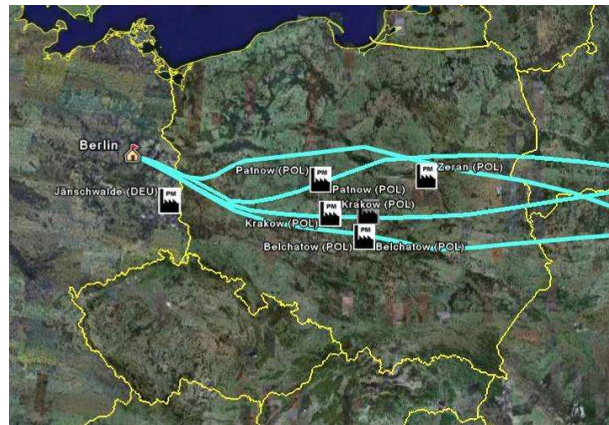 Berlin
Patnow (POL)
Zeran (POL)
PM
PM
Jänschwalde (DEU)
PM
Patnow (POL)
Krakow (POL)
PM
Krakow (POL)
PM
Belchatow (POL)
Belchatow (POL)